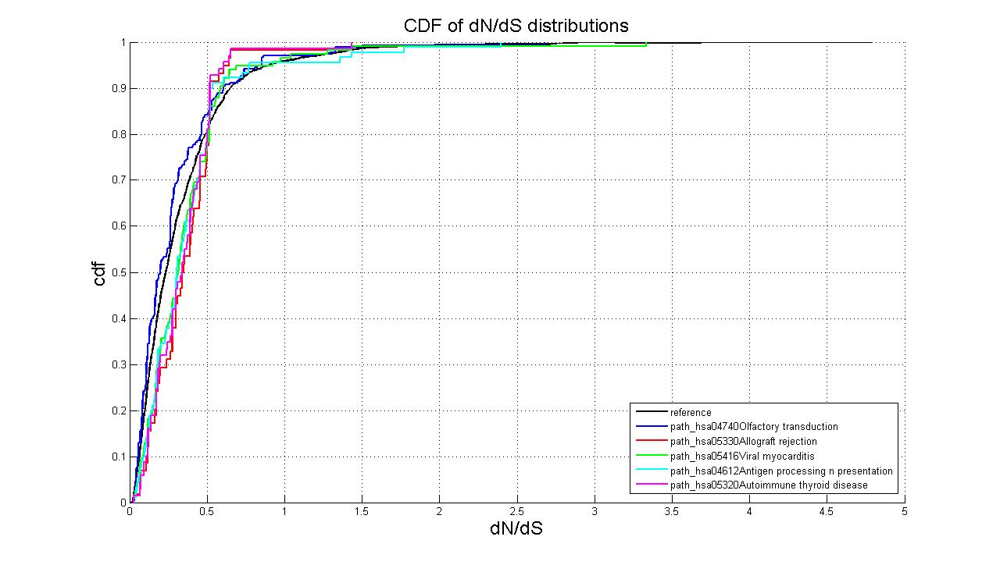 CDF of dN/dS distributions
1
0.9
0.8
0.7
0.6
0.5
0.4
0.3
0.2
0.1
0
cdf
0 0.5 1 1.5 2 2.5 3 3.5 4 4.5 5
dN/dS
reference
path_hsa04740Olfactory transduction
path_hsa05330Allograft rejection
path_hsa05416Viral myocarditis
path_hsa04612Antigen processing n presentation
path_hsa05320Autoimmune thyroid disease